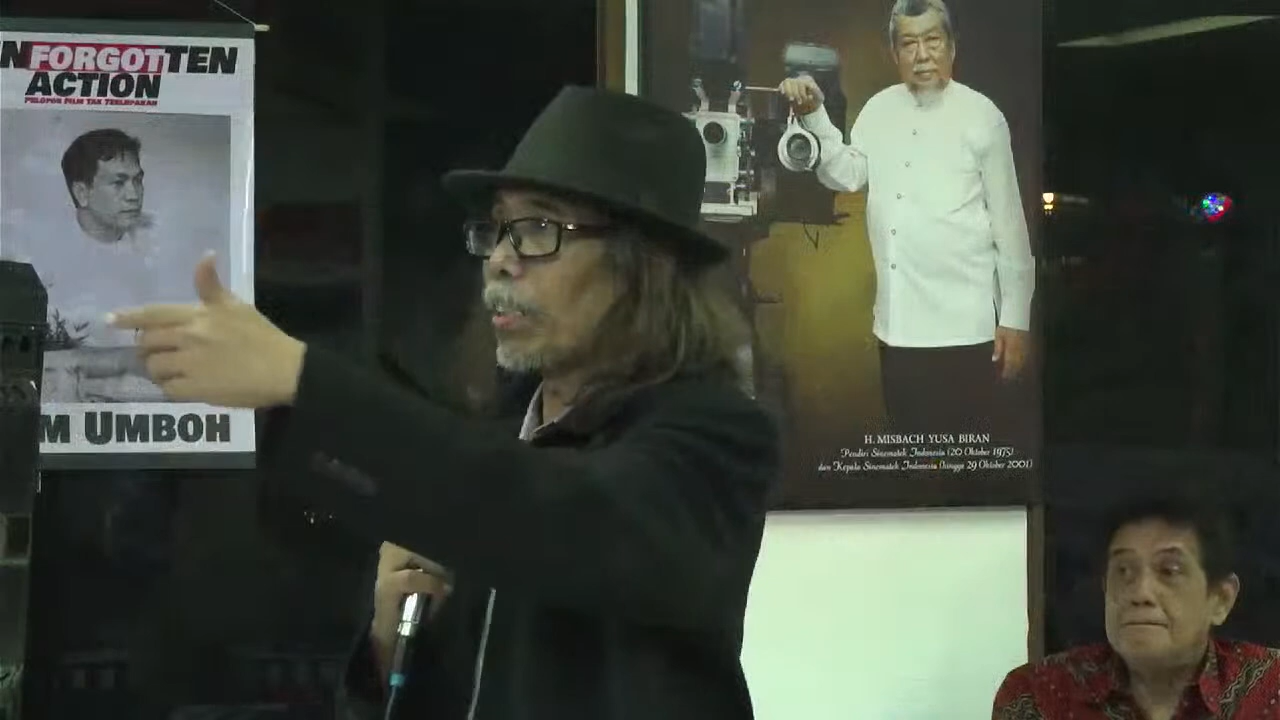 N FORGOTTEN
ACTION
PELOPOR FILM TAK TERLUPAKAN
M UMBOH
H. MISBACH YUSA BIRAN
Pendiri Sinematek Indonesia (20 Oktober 1975)
dan Kepala Sinematek Indonesia (hingga 29 Oktober 2001)